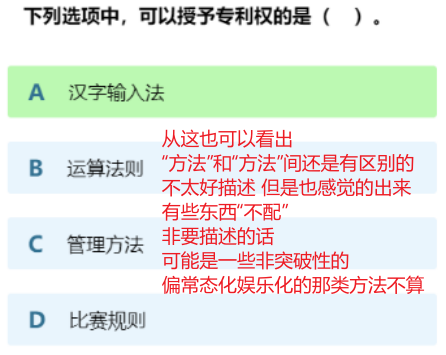 下列选项中，可以授予专利权的是（ ）。
A 汉字输入法
从这也可以看出
B 运算法则
“方法”和“方法”间还是有区别的
不太好描述 但是也感觉的出来
有些东西“不配”
C 管理方法
非要描述的话
可能是一些非突破性的
偏常态化娱乐化的那类方法不算
D 比赛规则